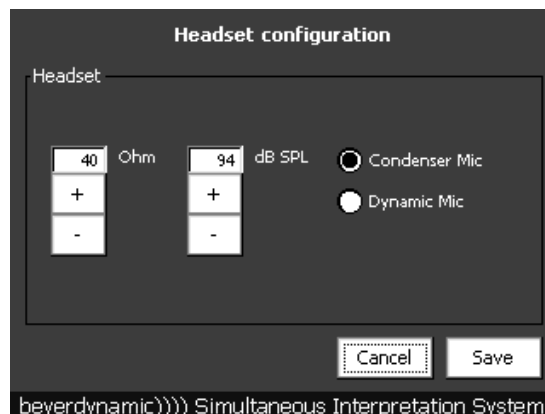 Headset configuration
Headset
40 Ohm 94 dB SPL Condenser Mic
+ + Dynamic Mic
- -
Cancel Save
beyerdynamic)))) Simultaneous Interpretation System